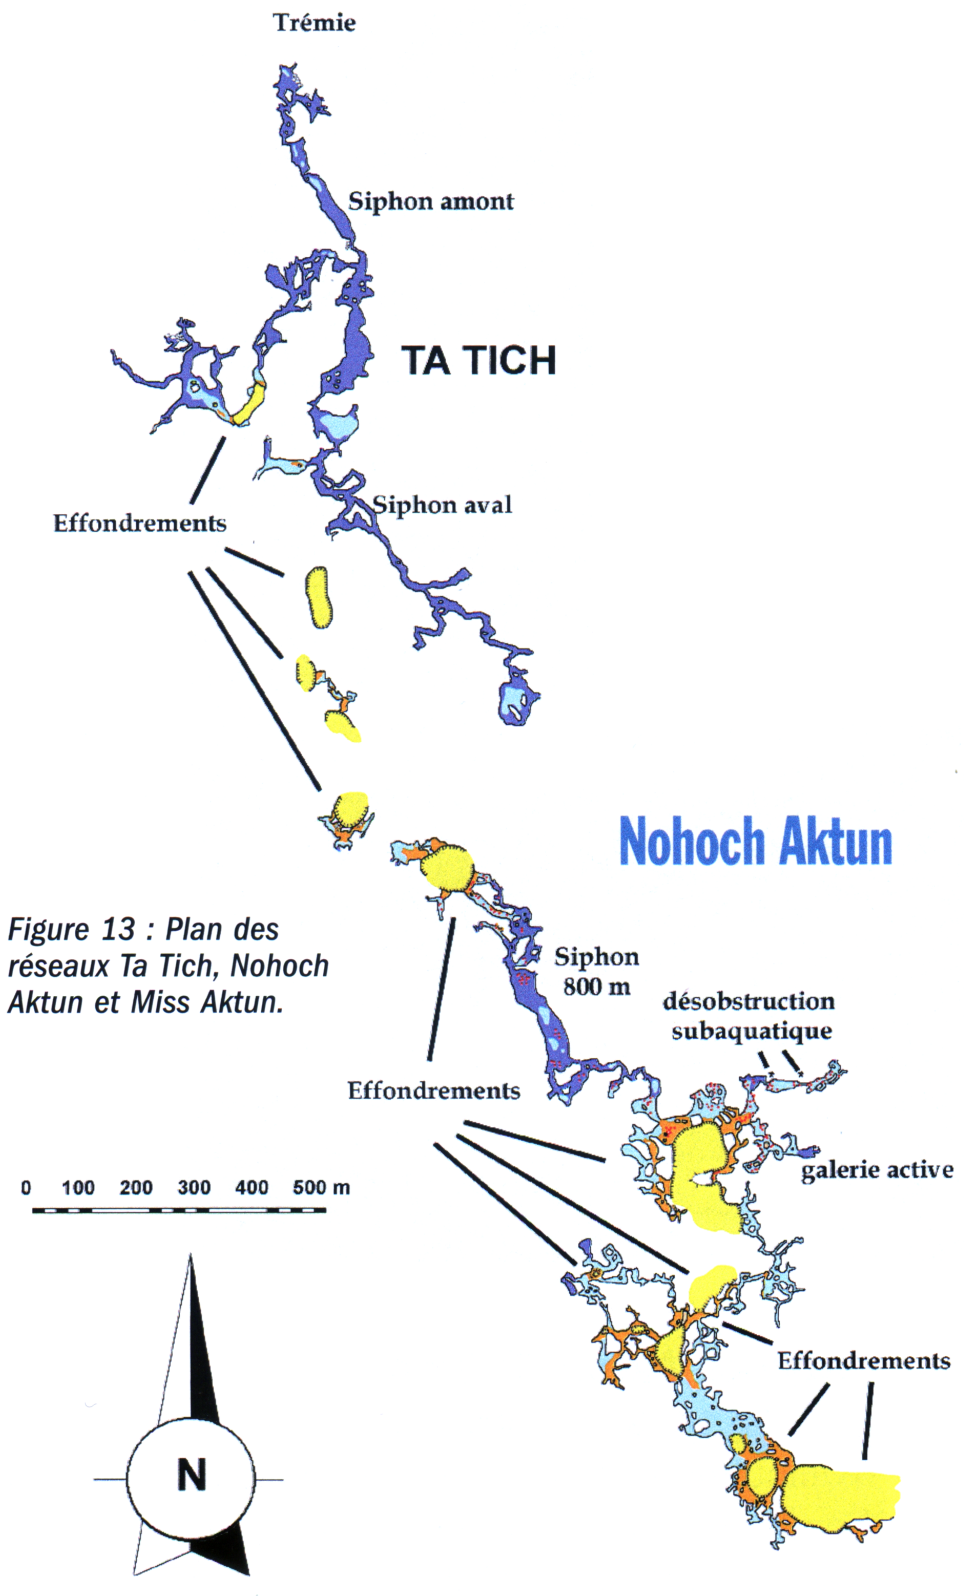 Trémie
Siphon amont
TA TICH
Siphon aval
Effondrements
Nohoch Aktun
Figure 13 : Plan des
réseaux Ta Tich, Nohoch
Aktun et Miss Aktun.
Siphon
800 m
désobstruction
subaquatique
Effondrements
galerie active
0 100 200 300 400 500 m
Effondrements
N